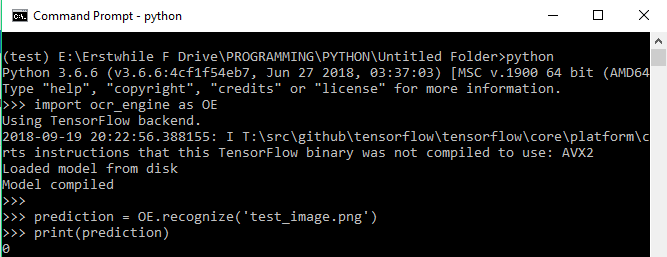 Command Prompt - python
(test) E:\Erstwhile F Drive\PROGRAMMING\PYTHON\Untitled Folder>python
Python 3.6.6 (v3.6.6:4cf1f54eb7, Jun 27 2018, 03:37:03) [MSC v.1900 64 bit (AMD64
Type "help", "copyright", "credits" or "license" for more information.
>>> import ocr_engine as OE
Using TensorFlow backend.
2018-09-19 20:22:56.388155: I T:\src\github\tensorflow\tensorflow\core\platform\c
rts instructions that this TensorFlow binary was not compiled to use: AVX2
Loaded model from disk
Model compiled
>>>
>>> prediction = OE.recognize('test_image.png')
>>> print(prediction)
0